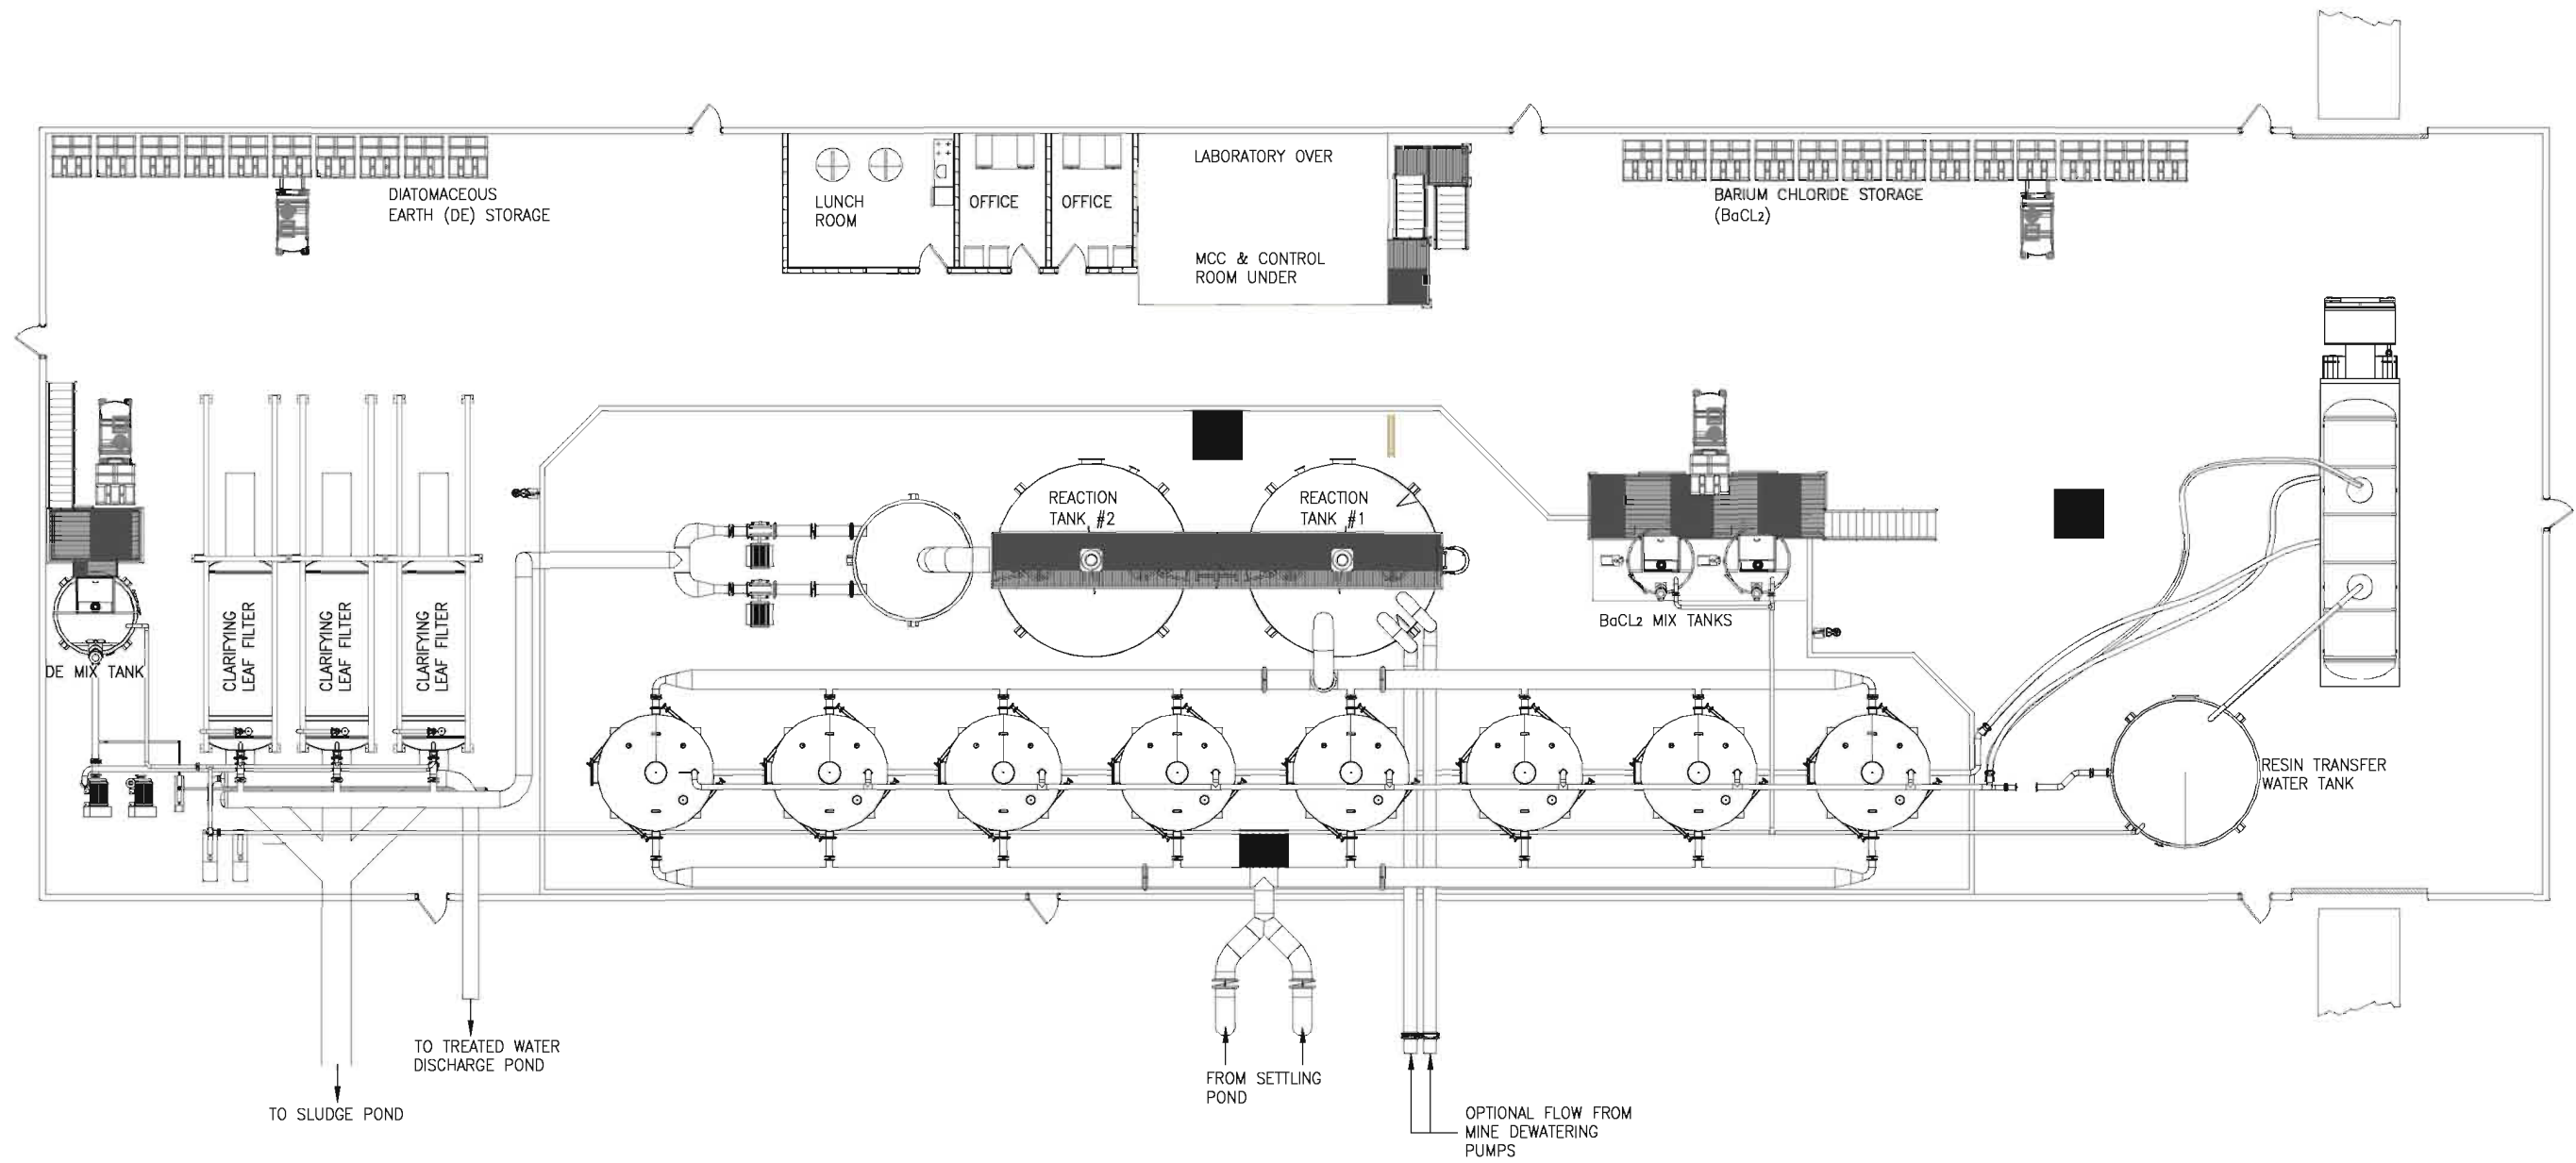 LABORATORY OVER
DIATOMACEOUS
EARTH (DE) STORAGE
LUNCH
ROOM
OFFICE
OFFICE
BARIUM CHLORIDE STORAGE
(BaCL2)
MCC & CONTROL
ROOM UNDER
REACTION
TANK #2
REACTION
TANK #1
CLARIFYING
LEAF FILTER
CLARIFYING
LEAF FILTER
CLARIFYING
LEAF FILTER
BaCL2 MIX TANKS
DE MIX TANK
RESIN TRANSFER
WATER TANK
TO TREATED WATER
DISCHARGE POND
TO SLUDGE POND
FROM SETTLING
POND
OPTIONAL FLOW FROM
MINE DEWATERING
PUMPS